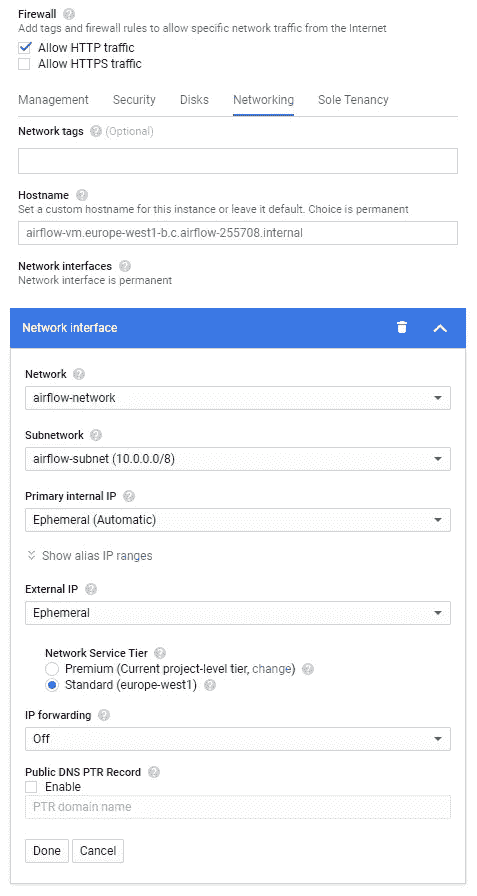 Firewall
Add tags and firewall rules to allow specific network traffic from the Internet
Allow HTTP traffic
Allow HTTPS traffic
Management Security Disks Networking Sole Tenancy
Network tags (Optional)
Hostname
Set a custom hostname for this instance or leave it default. Choice is permanent
airflow-vm.europe-west1-b.c.airflow-255708.internal
Network interfaces
Network interface is permanent
Network interface
Network
airflow-network
Subnetwork
airflow-subnet (10.0.0.0/8)
Primary internal IP
Ephemeral (Automatic)
Show alias IP ranges
External IP
Ephemeral
Network Service Tier
Premium (Current project-level tier, change)
Standard (europe-west1)
IP forwarding
Off
Public DNS PTR Record
Enable
PTR domain name
Done Cancel